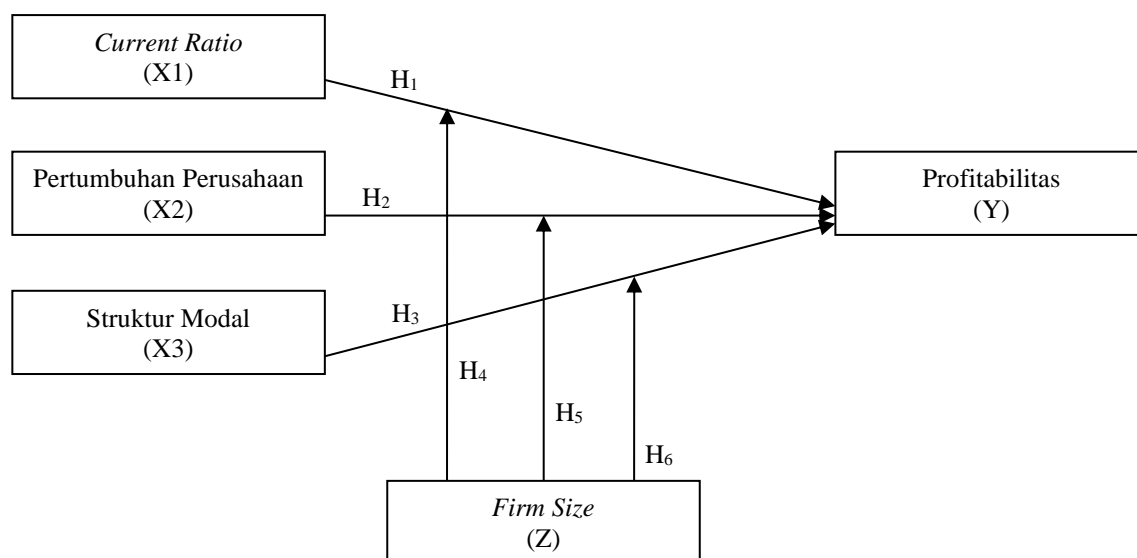 Current Ratio
(X1)
H₁
Pertumbuhan Perusahaan
(X2)
H₂
Profitabilitas
(Y)
Struktur Modal
(X3)
H₃
H₄
H₅
H₆
Firm Size
(Z)